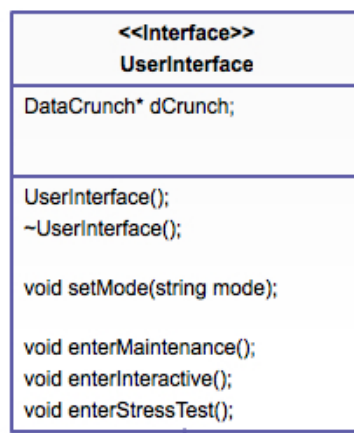 <<Interface>>
UserInterface
DataCrunch* dCrunch;
UserInterface();
~UserInterface();
void setMode(string mode);
void enterMaintenance();
void enterInteractive();
void enterStressTest();